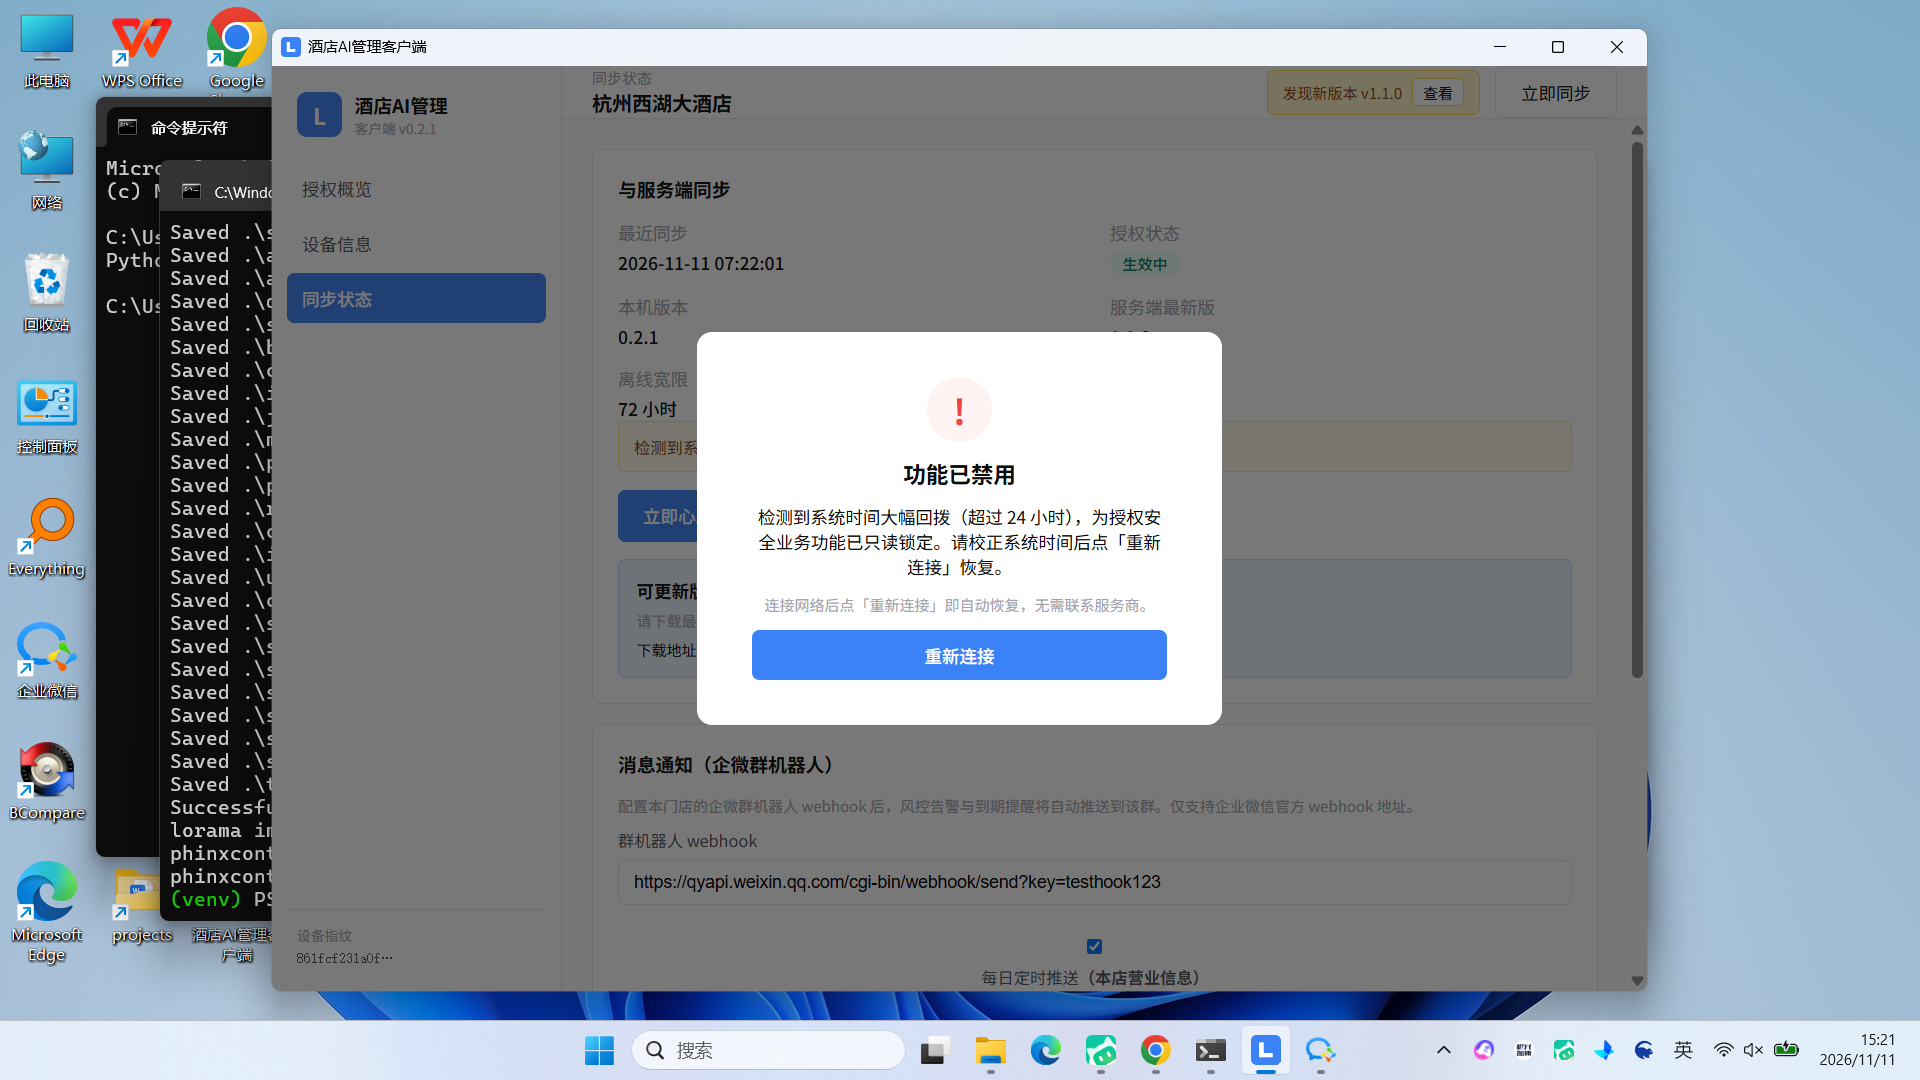 此电脑
WPS Office
Google
网络
回收站
控制面板
Everything
企业微信
BCompare
Microsoft
Edge
projects
酒店AI管理客
户端
命令提示符
Micro
(c)
C:\Us
Pytho
C:\Us
C:\Windo
Saved .\s
Saved .\a
Saved .\a
Saved .\c
Saved .\s
Saved .\b
Saved .\c
Saved .\i
Saved .\j
Saved .\m
Saved .\p
Saved .\p
Saved .\r
Saved .\c
Saved .\i
Saved .\u
Saved .\c
Saved .\s
Saved .\s
Saved .\s
Saved .\s
Saved .\s
Saved .\s
Saved .\s
Saved .\t
Successfu
lorama in
phinxcont
phinxcont
(venv) PS
L 酒店AI管理客户端
L
酒店AI管理
客户端 v0.2.1
授权概览
设备信息
同步状态
设备指纹
861fcf231a0f…
同步状态
杭州西湖大酒店
发现新版本 v1.1.0 查看
立即同步
与服务端同步
最近同步
2026-11-11 07:22:01
授权状态
生效中
本机版本
0.2.1
服务端最新版
离线宽限
72 小时
检测到系
立即心
可更新版
请下载最
下载地址
!
功能已禁用
检测到系统时间大幅回拨（超过 24 小时），为授权安
全业务功能已只读锁定。请校正系统时间后点「重新
连接」恢复。
连接网络后点「重新连接」即自动恢复，无需联系服务商。
重新连接
消息通知（企微群机器人）
配置本门店的企微群机器人 webhook 后，风控告警与到期提醒将自动推送到该群。仅支持企业微信官方 webhook 地址。
群机器人 webhook
https://qyapi.weixin.qq.com/cgi-bin/webhook/send?key=testhook123
每日定时推送（本店营业信息）
搜索
L
英
15:21
2026/11/11